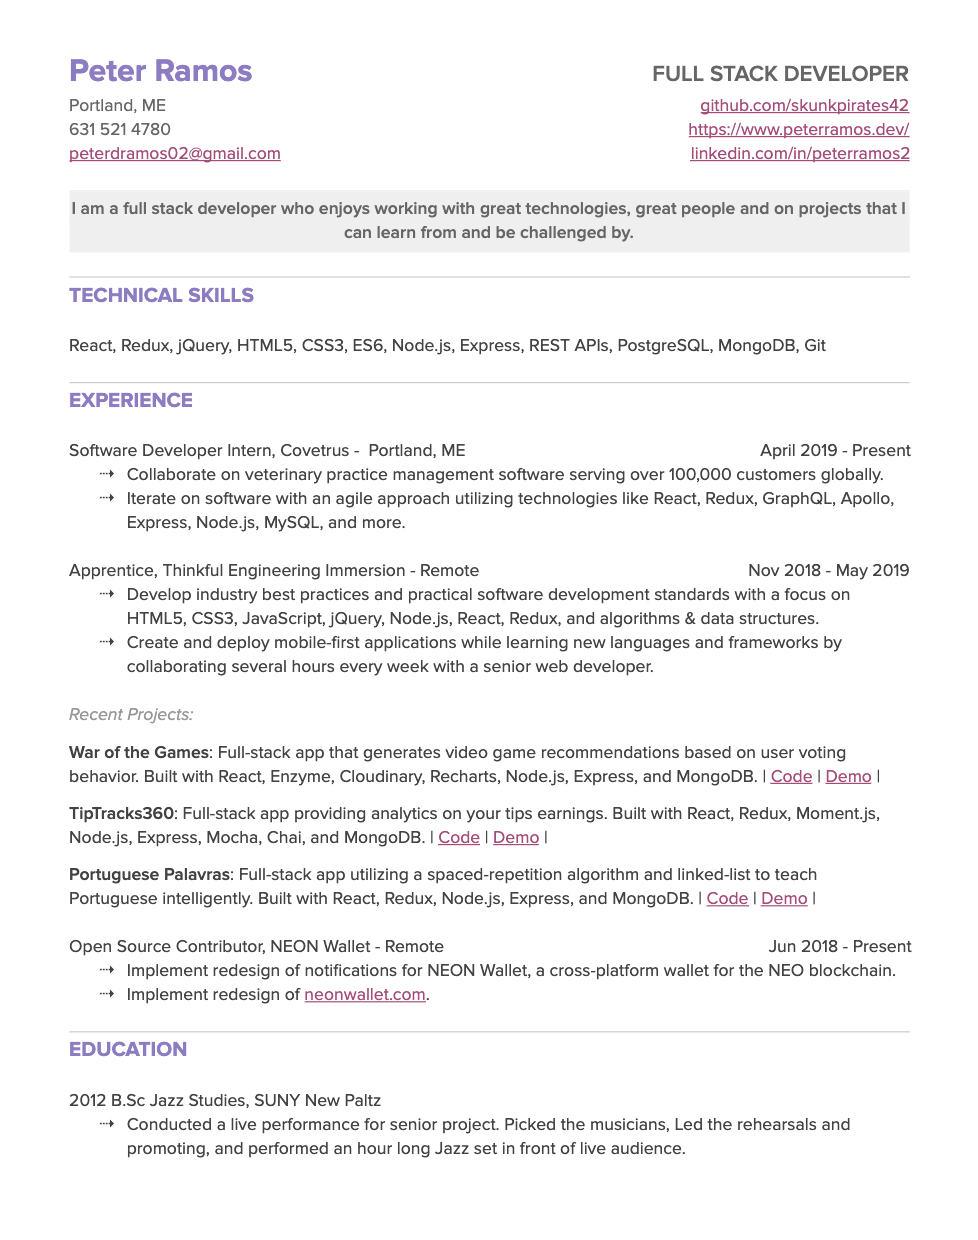 Peter Ramos
FULL STACK DEVELOPER
Portland, ME
github.com/skunkpirates42
631 521 4780
https://www.peterramos.dev/
peterdramos02@gmail.com
linkedin.com/in/peterramos2
I am a full stack developer who enjoys working with great technologies, great people and on projects that I
can learn from and be challenged by.
TECHNICAL SKILLS
React, Redux, jQuery, HTML5, CSS3, ES6, Node.js, Express, REST APIs, PostgreSQL, MongoDB, Git
EXPERIENCE
Software Developer Intern, Covetrus - Portland, ME April 2019 - Present
⤑ Collaborate on veterinary practice management software serving over 100,000 customers globally.
⤑ Iterate on software with an agile approach utilizing technologies like React, Redux, GraphQL, Apollo,
Express, Node.js, MySQL, and more.
Apprentice, Thinkful Engineering Immersion - Remote Nov 2018 - May 2019
⤑ Develop industry best practices and practical software development standards with a focus on
HTML5, CSS3, JavaScript, jQuery, Node.js, React, Redux, and algorithms & data structures.
⤑ Create and deploy mobile-first applications while learning new languages and frameworks by
collaborating several hours every week with a senior web developer.
Recent Projects:
War of the Games: Full-stack app that generates video game recommendations based on user voting
behavior. Built with React, Enzyme, Cloudinary, Recharts, Node.js, Express, and MongoDB. | Code | Demo |
TipTracks360: Full-stack app providing analytics on your tips earnings. Built with React, Redux, Moment.js,
Node.js, Express, Mocha, Chai, and MongoDB. | Code | Demo |
Portuguese Palavras: Full-stack app utilizing a spaced-repetition algorithm and linked-list to teach
Portuguese intelligently. Built with React, Redux, Node.js, Express, and MongoDB. | Code | Demo |
Open Source Contributor, NEON Wallet - Remote Jun 2018 - Present
⤑ Implement redesign of notifications for NEON Wallet, a cross-platform wallet for the NEO blockchain.
⤑ Implement redesign of neonwallet.com.
EDUCATION
2012 B.Sc Jazz Studies, SUNY New Paltz
⤑ Conducted a live performance for senior project. Picked the musicians, Led the rehearsals and
promoting, and performed an hour long Jazz set in front of live audience.